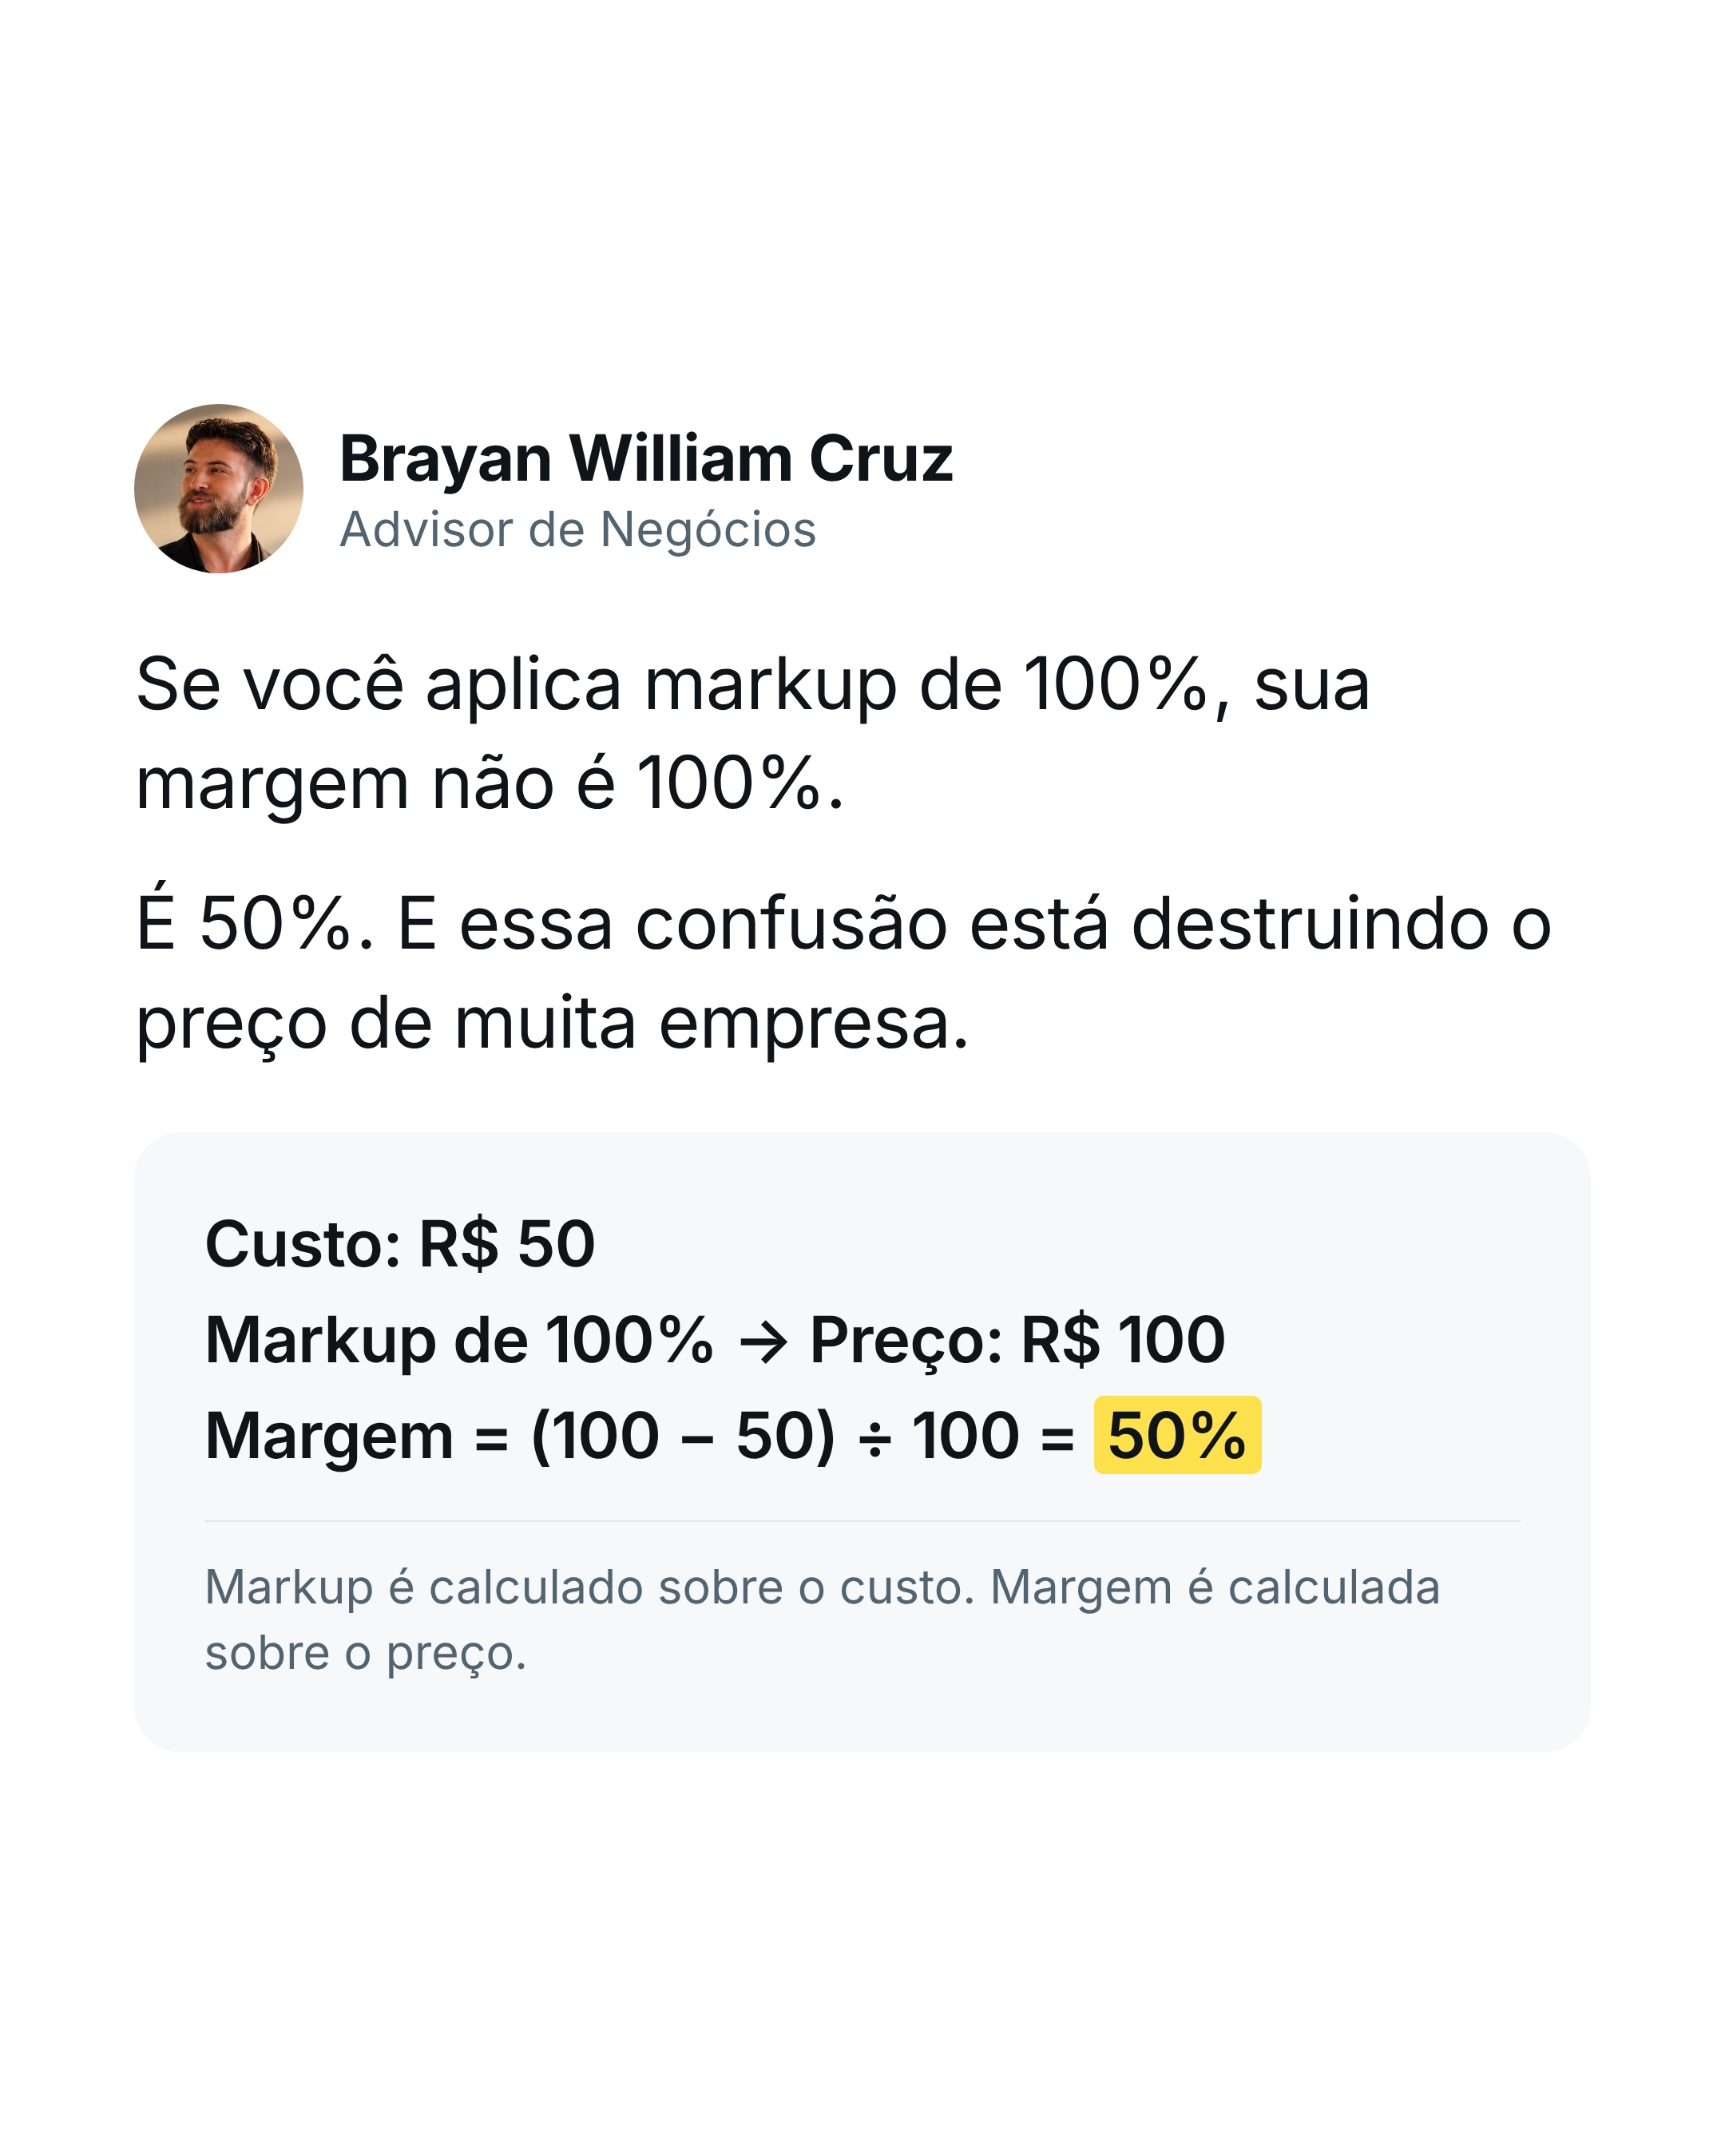 Brayan William Cruz
Advisor de Negócios
Se você aplica markup de 100%, sua
margem não é 100%.
É 50%. E essa confusão está destruindo o
preço de muita empresa.
Custo: R$ 50
Markup de 100% → Preço: R$ 100
Margem = (100 – 50) ÷ 100 = 50%
Markup é calculado sobre o custo. Margem é calculada
sobre o preço.